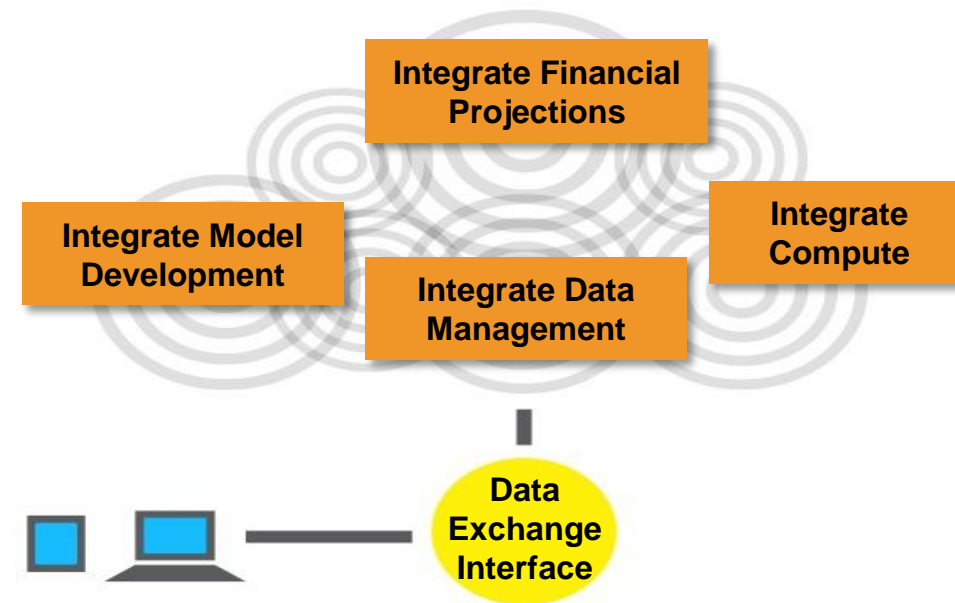 Integrate Financial
Projections
Integrate Model
Development
Integrate
Compute
Integrate Data
Management
Data
Exchange
Interface